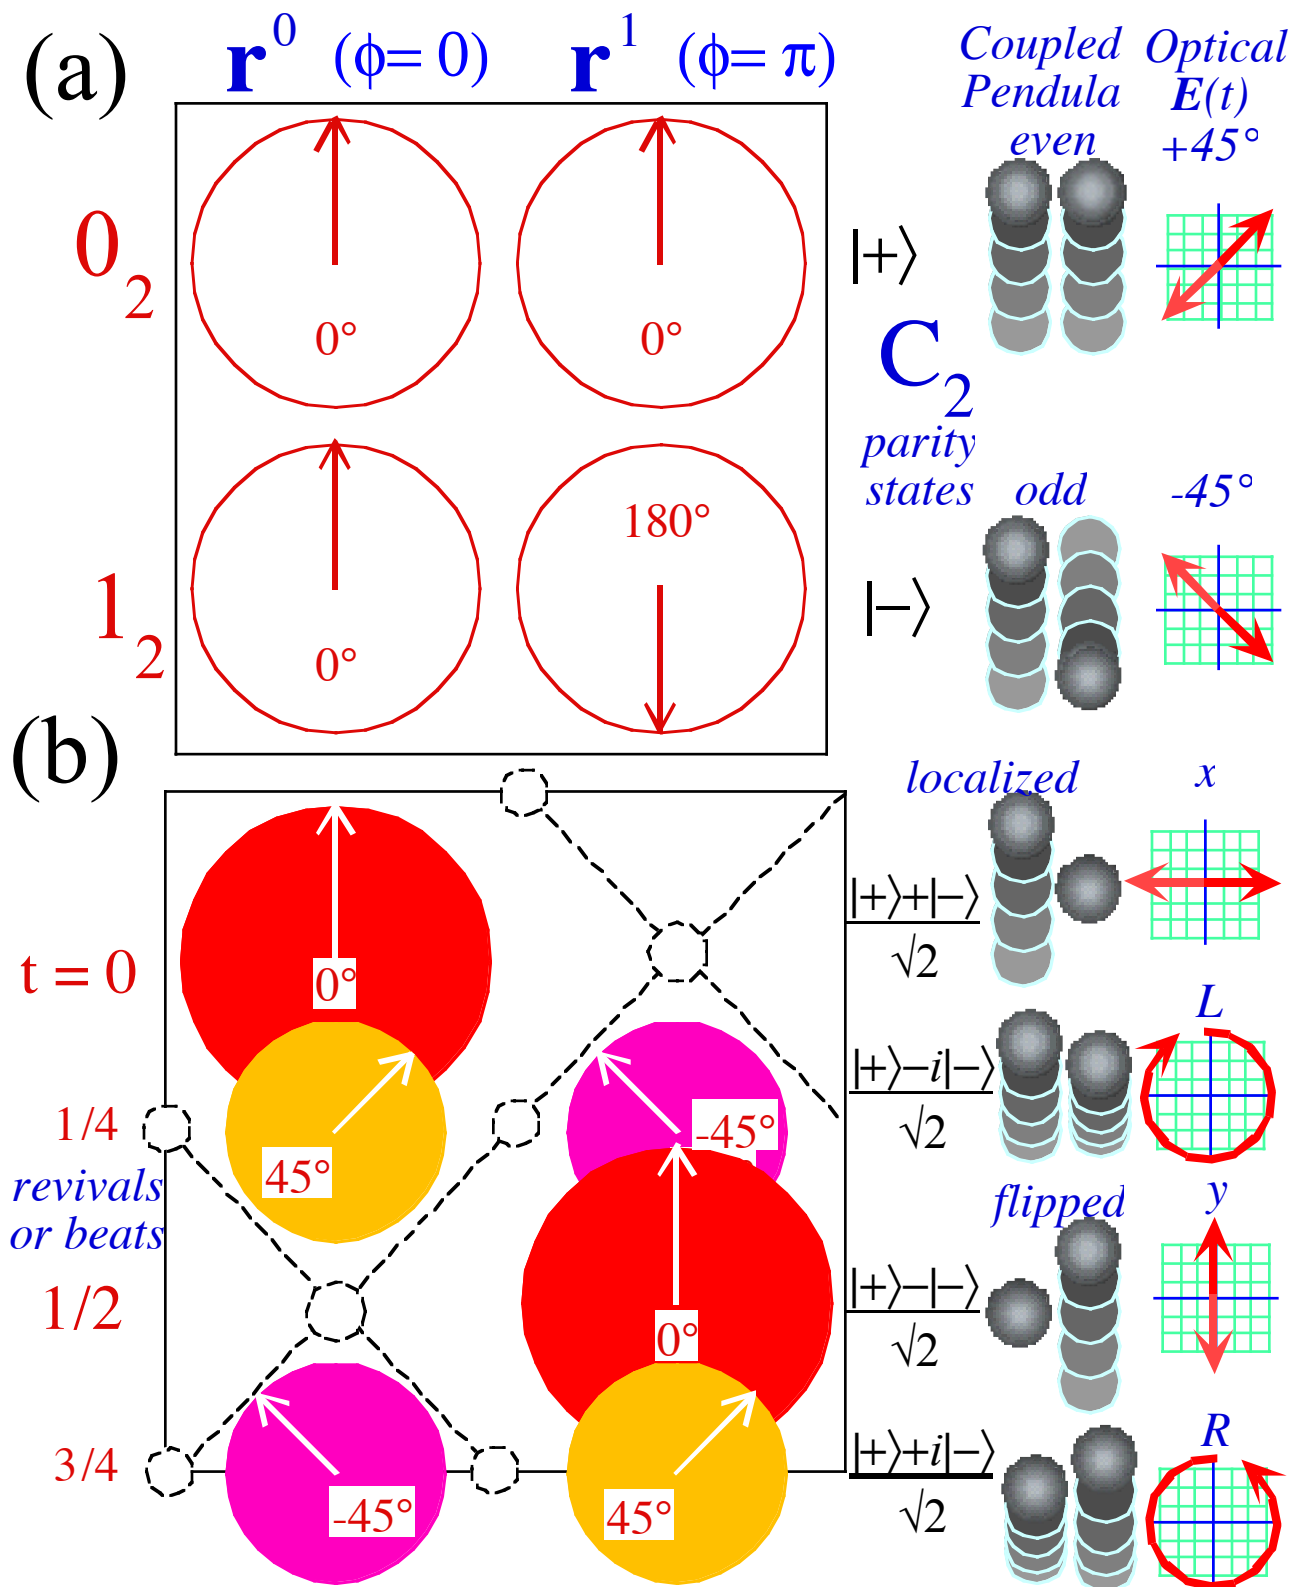 (a)
r⁰ (ϕ= 0) r¹ (ϕ= π)
Coupled Pendula
Optical E(t)
0₂
0°
0°
|+⟩
even
+45°
C₂
parity states
1₂
0°
180°
|−⟩
odd
-45°
(b)
t = 0
0°
|+⟩+|−⟩
√2
localized
x
1/4
45°
-45°
|+⟩−i|−⟩
√2
L
revivals
or beats
1/2
0°
|+⟩−|−⟩
√2
flipped
y
3/4
-45°
45°
|+⟩+i|−⟩
√2
R